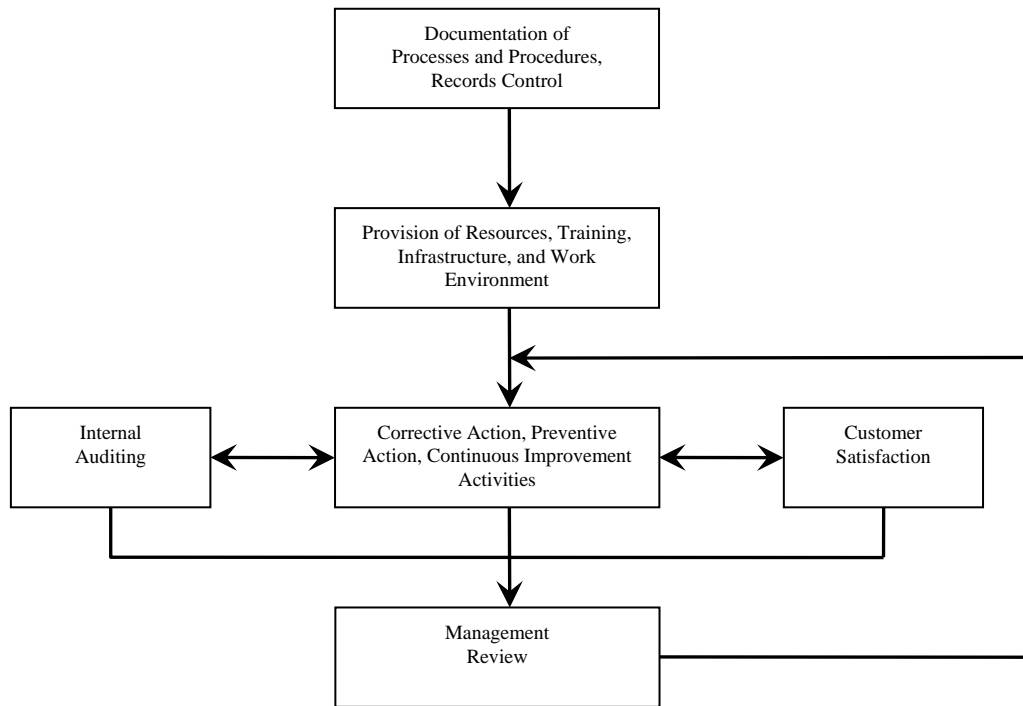 Documentation of
Processes and Procedures,
Records Control
Provision of Resources, Training,
Infrastructure, and Work
Environment
Internal
Auditing
Corrective Action, Preventive
Action, Continuous Improvement
Activities
Customer
Satisfaction
Management
Review